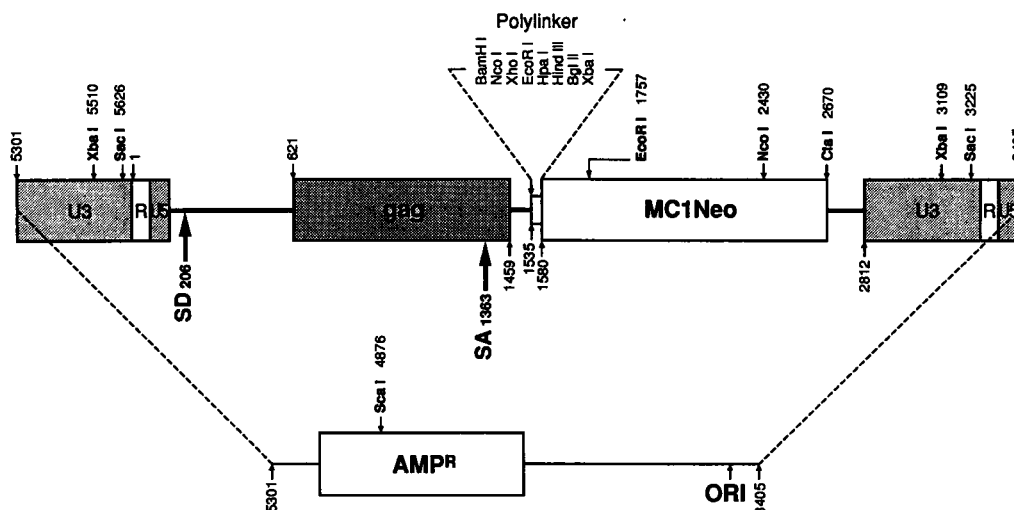 Polylinker
BamH I
Nco I
Xho I
EcoR I
Hpa I
Hind III
Bgl II
Xba I
5301
Xba I 5510
Sac I 5626
1
621
EcoR I 1757
Nco I 2430
Cla I 2670
Xba I 3109
Sac I 3225
U3
R
U5
gag
MC1Neo
U3
R
U5
SD 206
SA 1363
1459
1535
1580
2812
Sca I 4876
AMPR
5301
ORI
3405